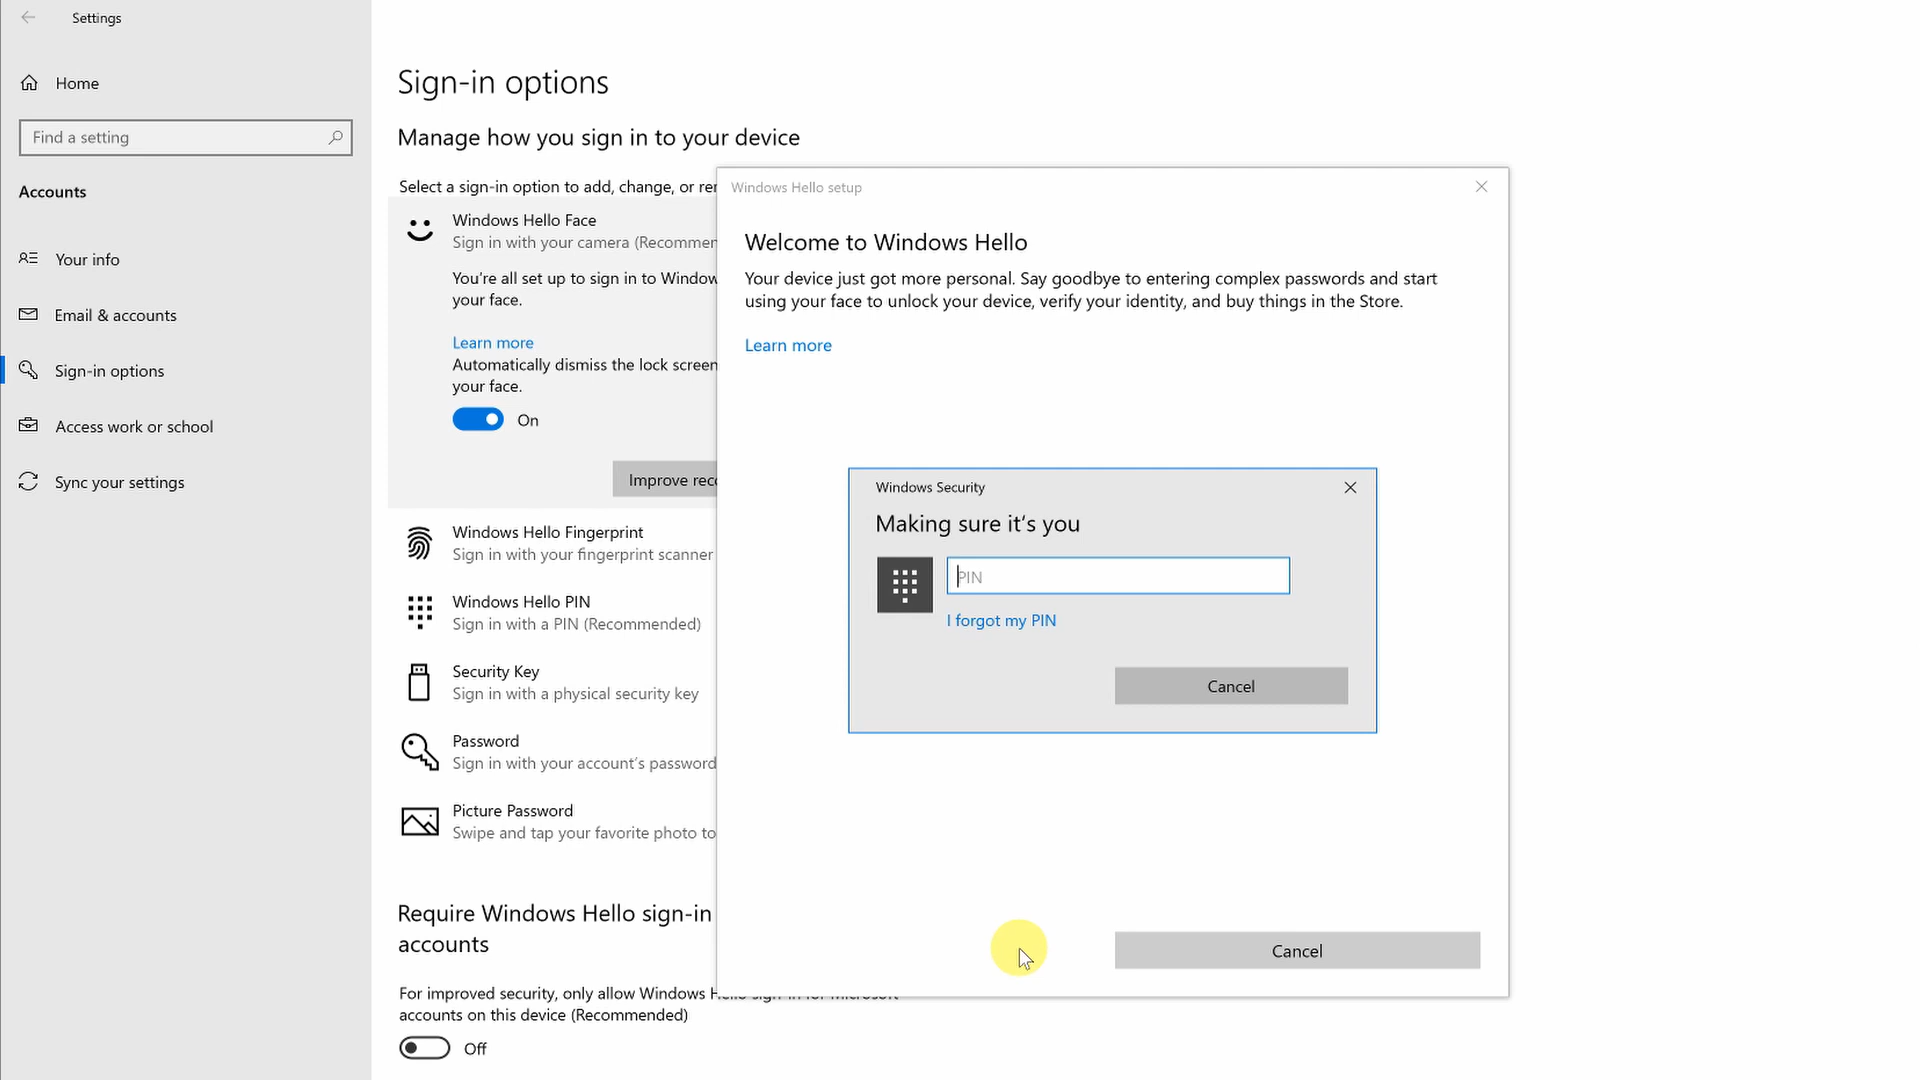 Settings
Home
Find a setting
Accounts
Your info
Email & accounts
Sign-in options
Access work or school
Sync your settings
Sign-in options
Manage how you sign in to your device
Select a sign-in option to add, change, or
Windows Hello Face
Sign in with your camera
You're all set up to sign in to
your face.
Learn more
Automatically dismiss the lock screen
your face.
On
Improve
Windows Hello Fingerprint
Sign in with your fingerprint scanner
Windows Hello PIN
Sign in with a PIN (Recommended)
Security Key
Sign in with a physical security key
Password
Sign in with your account's password
Picture Password
Swipe and tap your favorite photo to
Require Windows Hello sign-in
accounts
For improved security, only allow Windows
accounts on this device (Recommended)
Off
Windows Hello setup
Welcome to Windows Hello
Your device just got more personal. Say goodbye to entering complex passwords and start
using your face to unlock your device, verify your identity, and buy things in the Store.
Learn more
Windows Security
Making sure it's you
PIN
I forgot my PIN
Cancel
Cancel